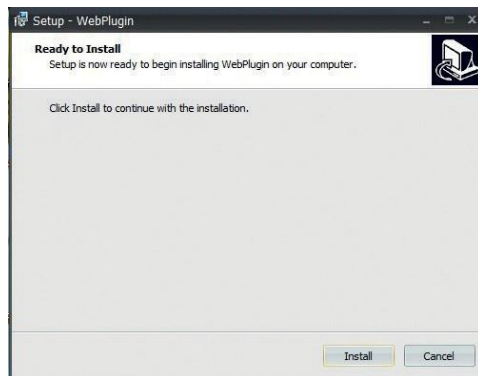 Setup - WebPlugin
Ready to Install
Setup is now ready to begin installing WebPlugin on your computer.
Click Install to continue with the installation.
Install
Cancel